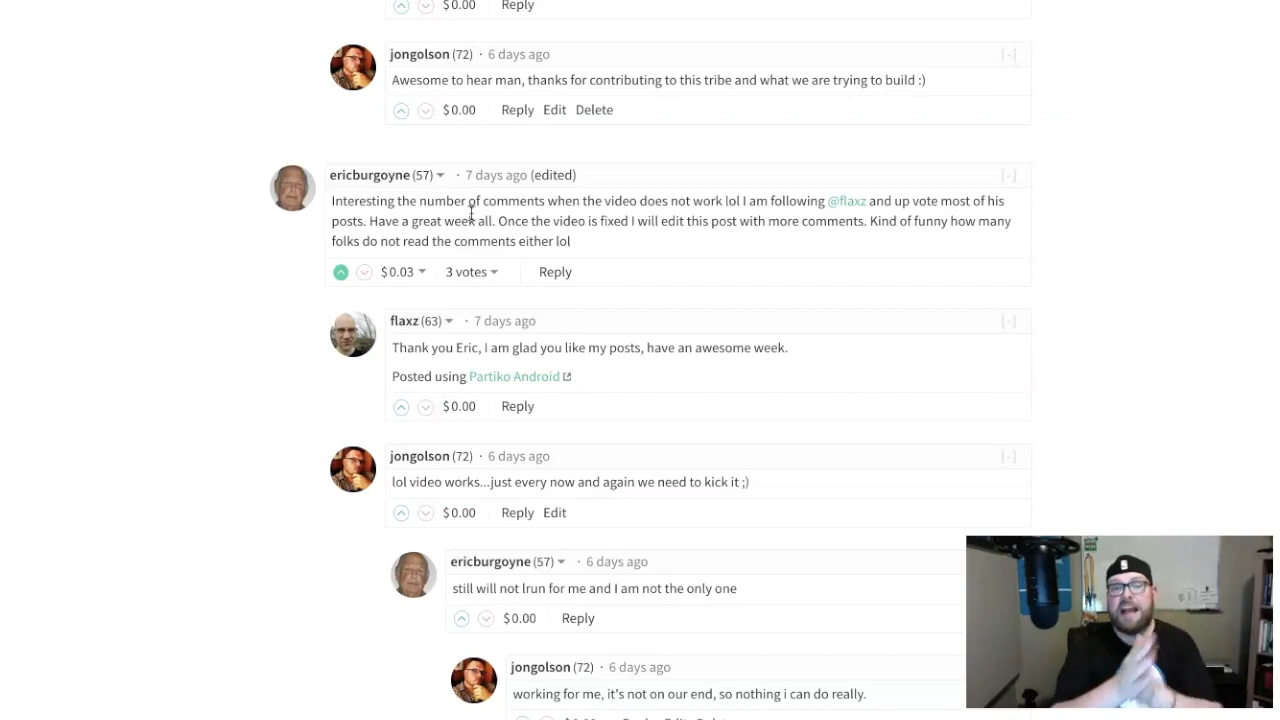 $0.00 Reply
jongolson (72) · 6 days ago [-]
Awesome to hear man, thanks for contributing to this tribe and what we are trying to build :)
$0.00 Reply Edit Delete
ericburgoyne (57) · 7 days ago (edited) [-]
Interesting the number of comments when the video does not work lol I am following @flaxz and up vote most of his
posts. Have a great week all. Once the video is fixed I will edit this post with more comments. Kind of funny how many
folks do not read the comments either lol
$0.03 3 votes Reply
flaxz (63) · 7 days ago [-]
Thank you Eric, I am glad you like my posts, have an awesome week.
Posted using Partiko Android
$0.00 Reply
jongolson (72) · 6 days ago [-]
lol video works...just every now and again we need to kick it ;)
$0.00 Reply Edit
ericburgoyne (57) · 6 days ago
still will not lrun for me and I am not the only one
$0.00 Reply
jongolson (72) · 6 days ago
working for me, it's not on our end, so nothing i can do really.